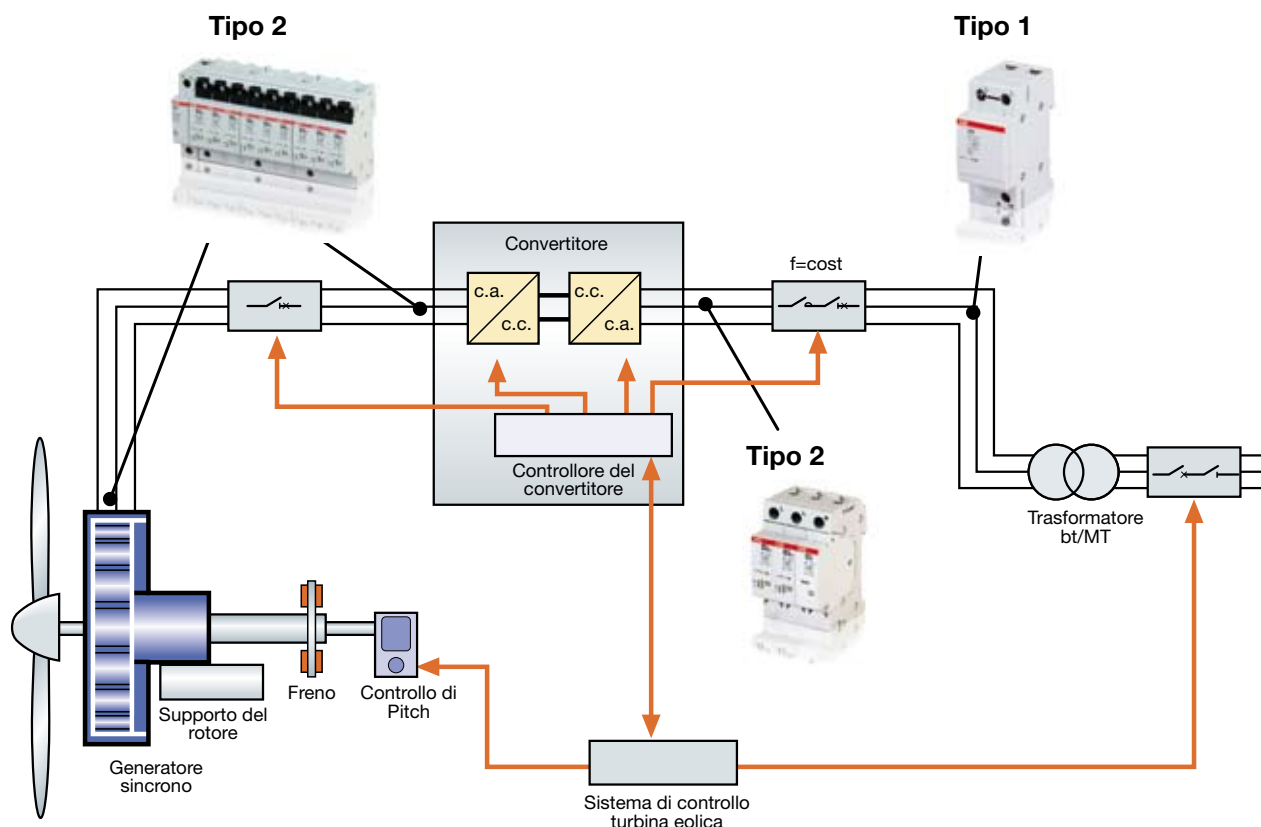 Tipo 2
Tipo 1
Convertitore
f=cost
c.a.
c.c.
c.c.
c.a.
Controllore del
convertitore
Tipo 2
Trasformatore
bt/MT
Freno
Controllo di
Pitch
Supporto del
rotore
Generatore
sincrono
Sistema di controllo
turbina eolica